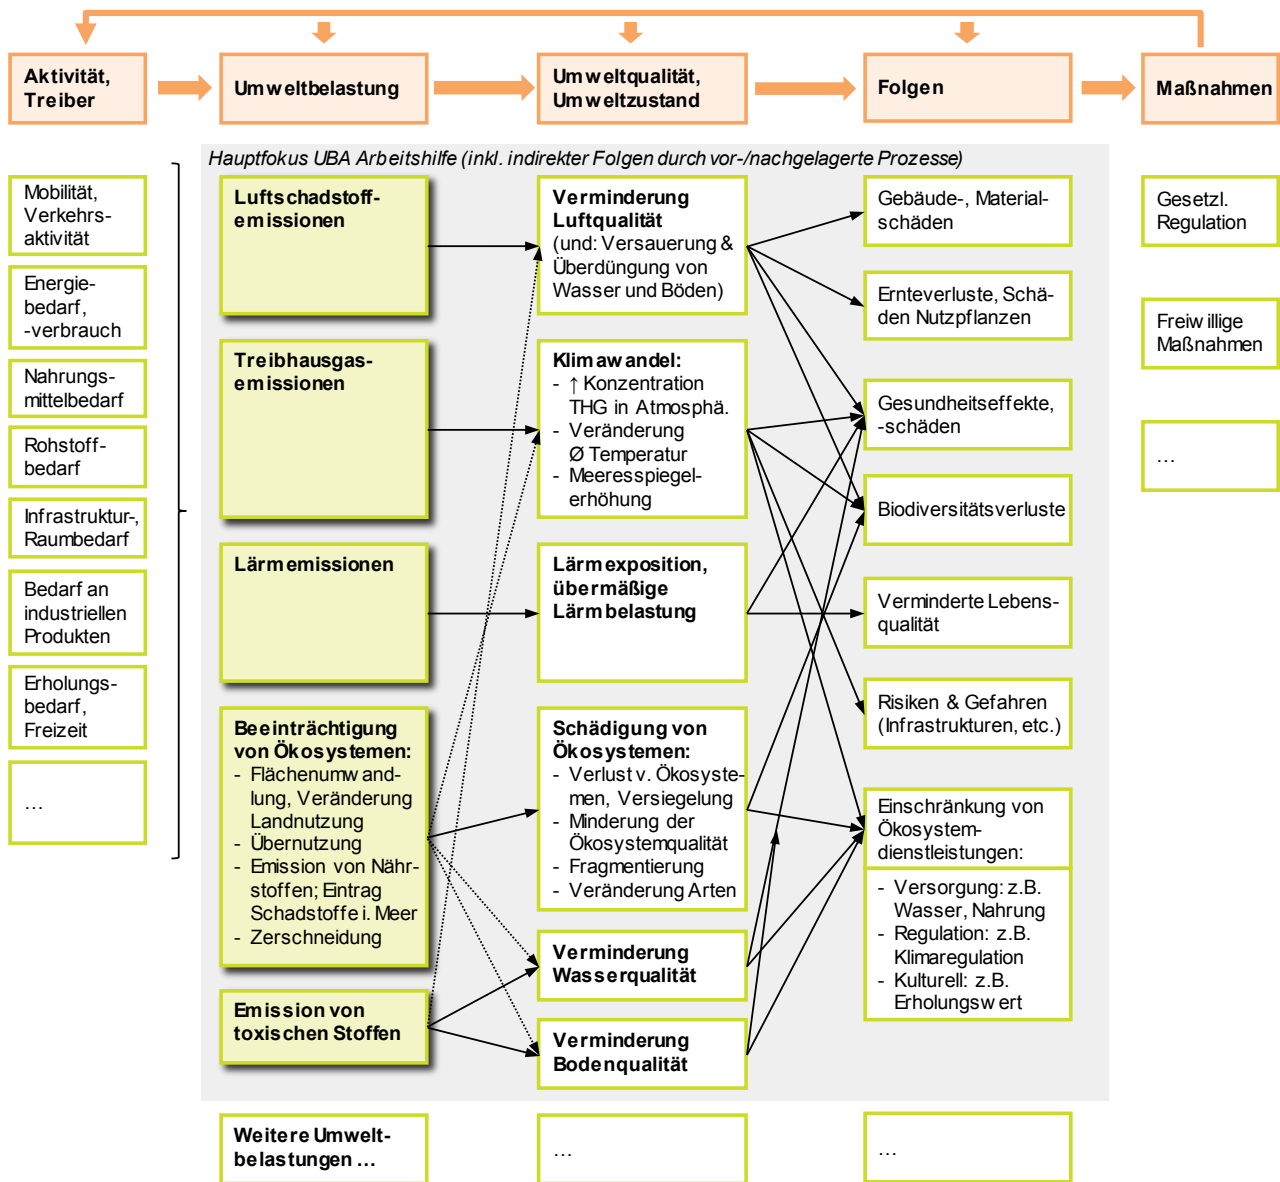 Aktivität,
Treiber
Umweltbelastung
Umweltqualität,
Umweltzustand
Folgen
Maßnahmen
Hauptfokus UBA Arbeitshilfe (inkl. indirekter Folgen durch vor-/nachgelagerte Prozesse)
Mobilität,
Verkehrs-
aktivität
Energie-
bedarf,
-verbrauch
Nahrungs-
mittelbedarf
Rohstoff-
bedarf
Infrastruktur-,
Raumbedarf
Bedarf an
industriellen
Produkten
Erholungs-
bedarf,
Freizeit
…
Luftschadstoff-
emissionen
Treibhausgas-
emissionen
Lärmemissionen
Beeinträchtigung
von Ökosystemen:
- Flächenumwand-
lung, Veränderung
Landnutzung
- Übernutzung
- Emission von Nähr-
stoffen; Eintrag
Schadstoffe i. Meer
- Zerschneidung
Emission von
toxischen Stoffen
Weitere Umwelt-
belastungen …
Verminderung
Luftqualität
(und: Versauerung &
Überdüngung von
Wasser und Böden)
Klimawandel:
- ↑ Konzentration
THG in Atmosphä.
- Veränderung
Ø Temperatur
- Meeresspiegel-
erhöhung
Lärmexposition,
übermäßige
Lärmbelastung
Schädigung von
Ökosystemen:
- Verlust v. Ökosyste-
men, Versiegelung
- Minderung der
Ökosystemqualität
- Fragmentierung
- Veränderung Arten
Verminderung
Wasserqualität
Verminderung
Bodenqualität
…
Gebäude-, Material-
schäden
Ernteverluste, Schä-
den Nutzpflanzen
Gesundheitseffekte,
-schäden
Biodiversitätsverluste
Verminderte Lebens-
qualität
Risiken & Gefahren
(Infrastrukturen, etc.)
Einschränkung von
Ökosystem-
dienstleistungen:
- Versorgung: z.B.
Wasser, Nahrung
- Regulation: z.B.
Klimaregulation
- Kulturell: z.B.
Erholungswert
…
Gesetzl.
Regulation
Freiwillige
Maßnahmen
…